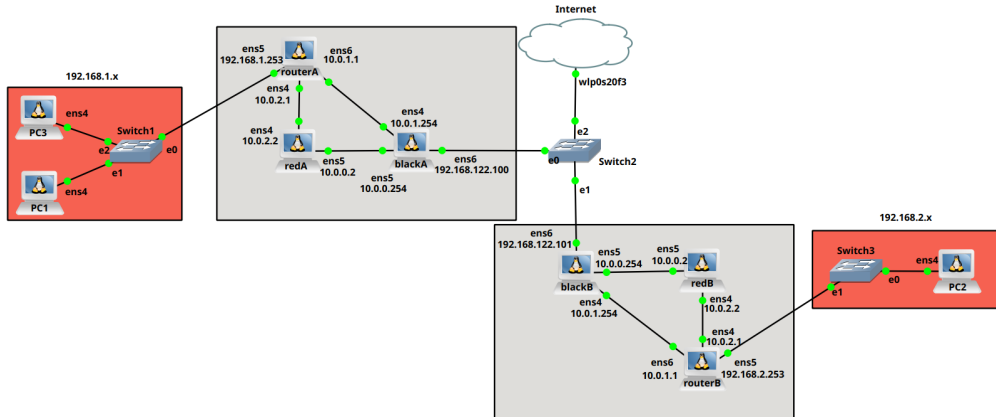 Internet
wlp0s20f3
e2
Switch2
e0
e1
192.168.1.x
PC3
ens4
Switch1
e2
e0
e1
ens4
PC1
ens5
192.168.1.253
ens6
10.0.1.1
routerA
ens4
10.0.2.1
ens4
10.0.2.2
redA
ens5
10.0.0.2
ens4
10.0.1.254
blackA
ens6
192.168.122.100
ens5
10.0.0.254
ens6
192.168.122.101
ens5
10.0.0.254
blackB
ens4
10.0.1.254
ens5
10.0.0.2
redB
ens4
10.0.2.2
ens4
10.0.2.1
ens6
10.0.1.1
routerB
ens5
192.168.2.253
192.168.2.x
Switch3
e1
e0
ens4
PC2